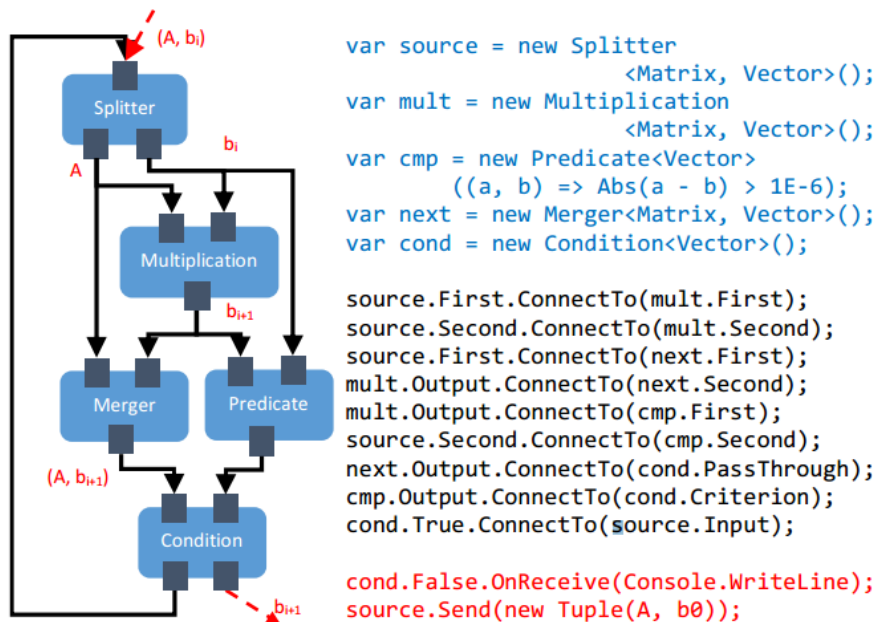 (A, bi)
Splitter
A
bi
Multiplication
bi+1
Merger
Predicate
(A, bi+1)
Condition
bi+1
var source = new Splitter
<Matrix, Vector>();
var mult = new Multiplication
<Matrix, Vector>();
var cmp = new Predicate<Vector>
((a, b) => Abs(a - b) > 1E-6);
var next = new Merger<Matrix, Vector>();
var cond = new Condition<Vector>();
source.First.ConnectTo(mult.First);
source.Second.ConnectTo(mult.Second);
source.First.ConnectTo(next.First);
mult.Output.ConnectTo(next.Second);
mult.Output.ConnectTo(cmp.First);
source.Second.ConnectTo(cmp.Second);
next.Output.ConnectTo(cond.PassThrough);
cmp.Output.ConnectTo(cond.Criterion);
cond.True.ConnectTo(source.Input);
cond.False.OnReceive(Console.WriteLine);
source.Send(new Tuple(A, b0));